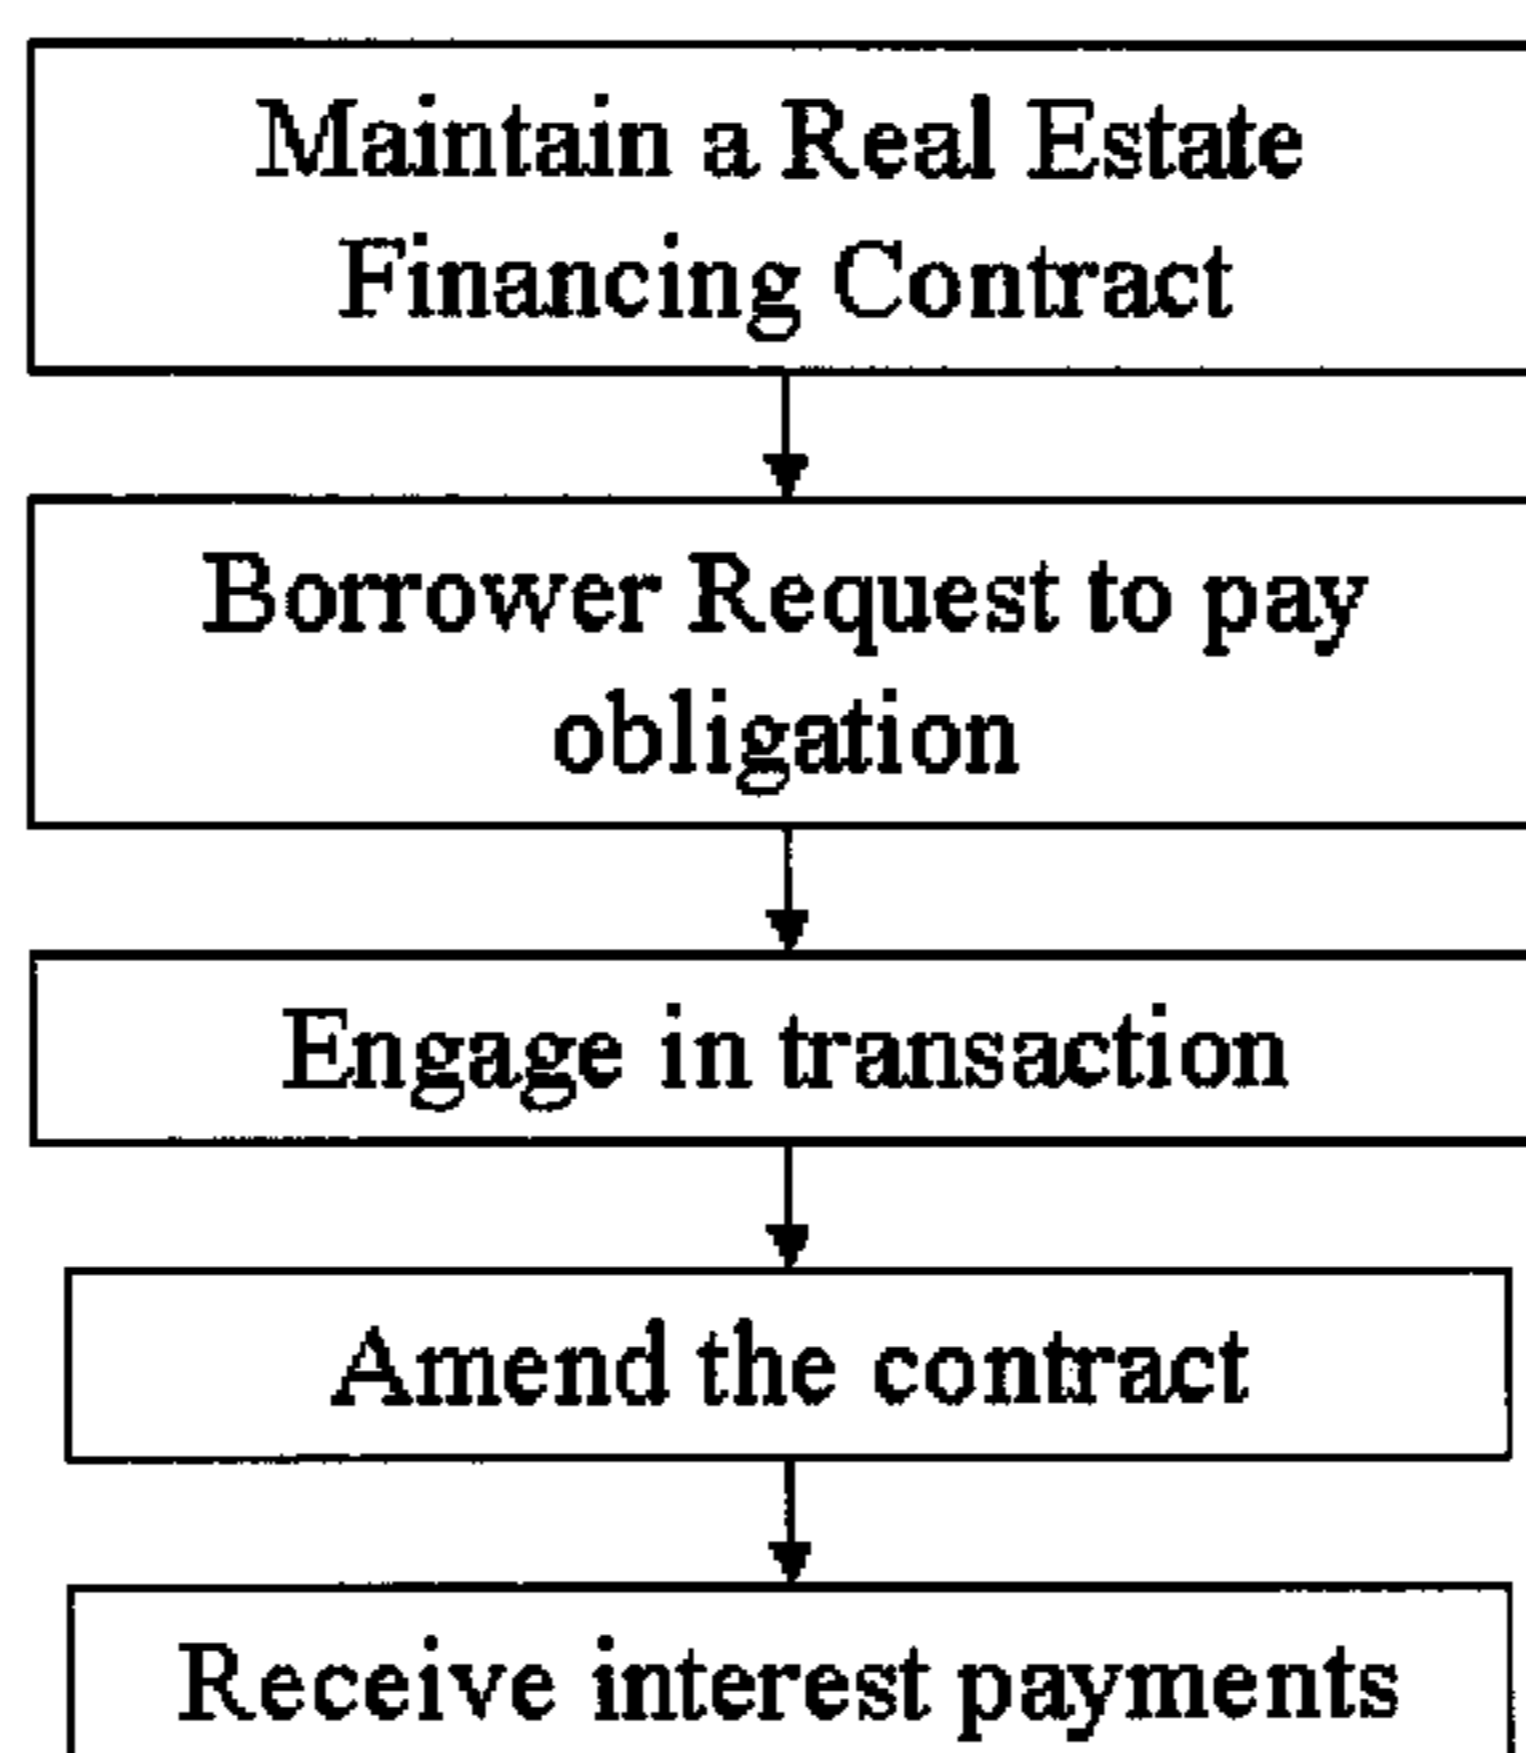 Maintain a Real Estate
Financing Contract
Borrower Request to pay
obligation
Engage in transaction
Amend the contract
Receive interest payments